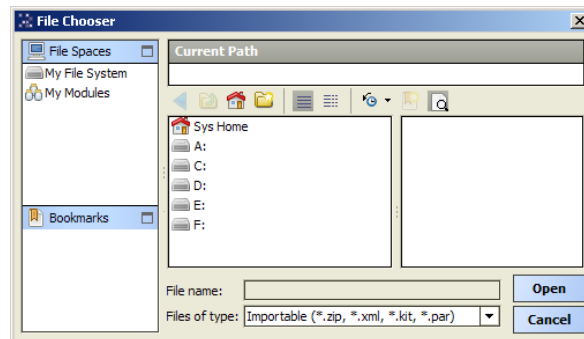 File Chooser
File Spaces
My File System
My Modules
Bookmarks
Current Path
Sys Home
A:
C:
D:
E:
F:
File name:
Open
Files of type: Importable (*.zip, *.xml, *.kit, *.par)
Cancel